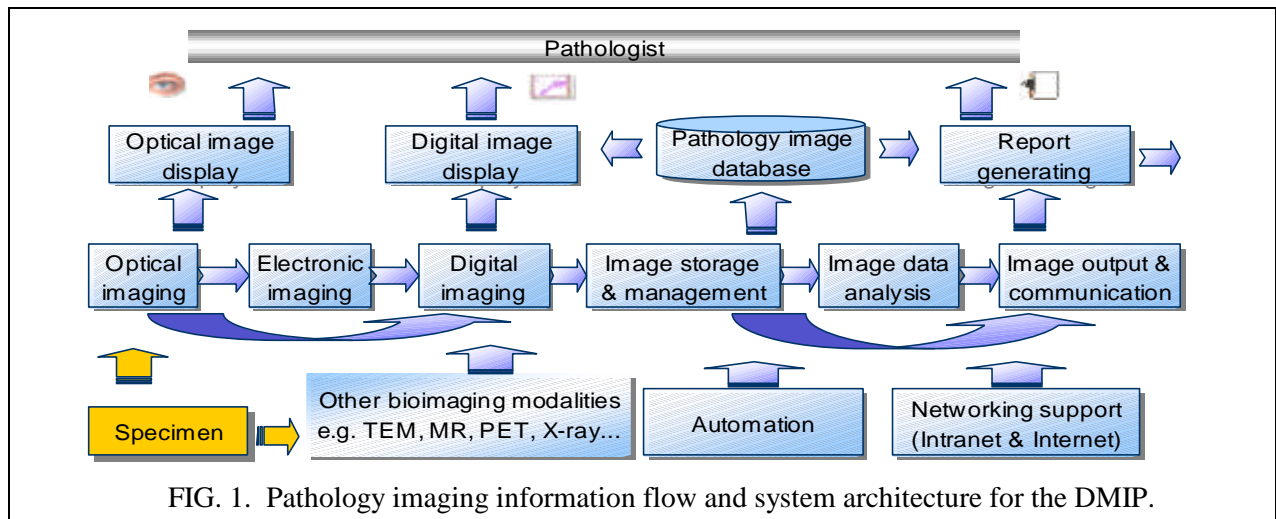 Pathologist
Optical image
display
Digital image
display
Pathology image
database
Report
generating
Optical
imaging
Electronic
imaging
Digital
imaging
Image storage
& management
Image data
analysis
Image output &
communication
Specimen
Other bioimaging modalities
e.g. TEM, MR, PET, X-ray...
Automation
Networking support
(Intranet & Internet)
FIG. 1.  Pathology imaging information flow and system architecture for the DMIP.